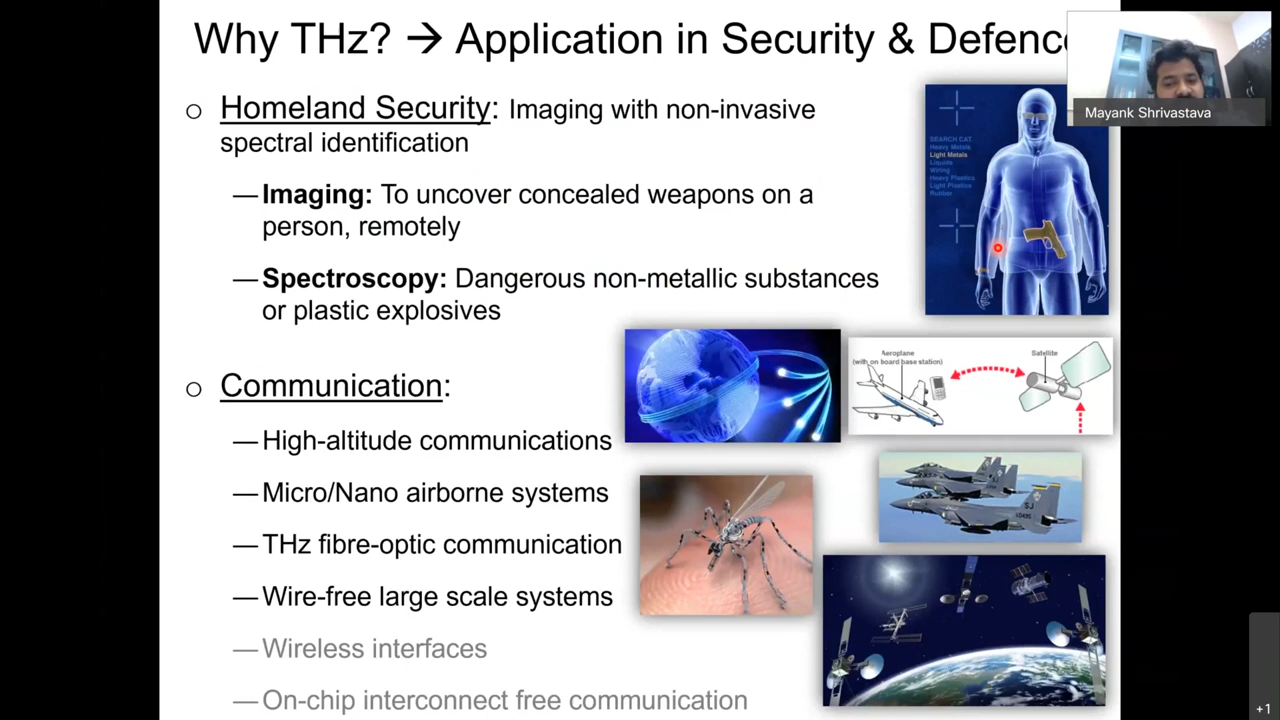 Why THz? → Application in Security & Defence
Mayank Shrivastava
o Homeland Security: Imaging with non-invasive
spectral identification
— Imaging: To uncover concealed weapons on a
person, remotely
— Spectroscopy: Dangerous non-metallic substances
or plastic explosives
SEARCH CAT.
Heavy Metals
Light Metals
Liquids
Wiring
Heavy Plastics
Light Plastics
Rubber
o Communication:
— High-altitude communications
— Micro/Nano airborne systems
— THz fibre-optic communication
— Wire-free large scale systems
— Wireless interfaces
— On-chip interconnect free communication
Aeroplane
(with on board base station)
Satellite
SJ
+1